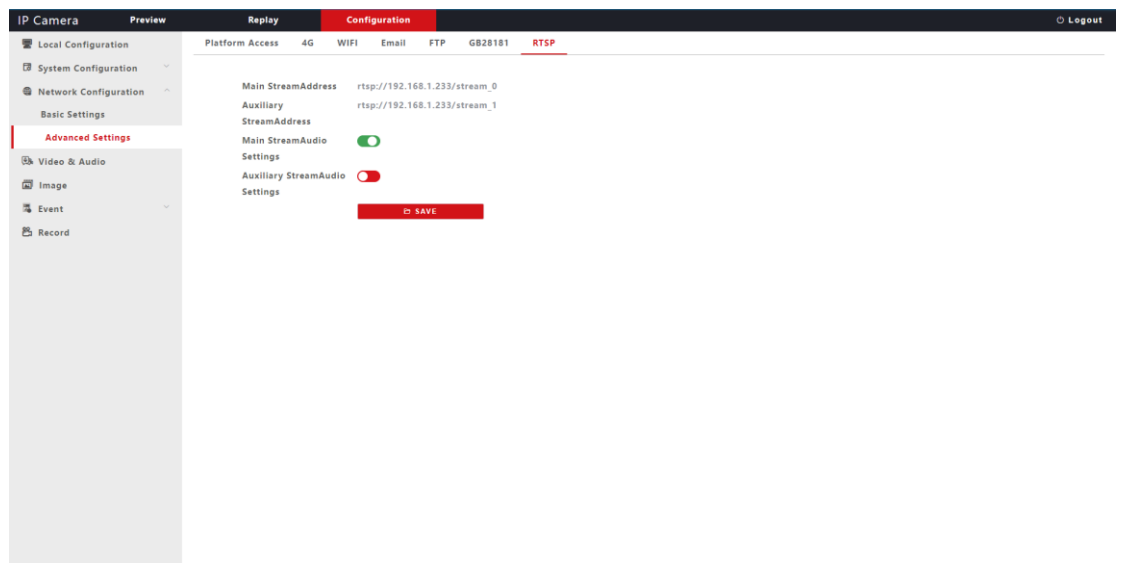 IP Camera Preview Replay Configuration Logout
Local Configuration
System Configuration
Network Configuration
Basic Settings
Advanced Settings
Video & Audio
Image
Event
Record
Platform Access 4G WIFI Email FTP GB28181 RTSP
Main StreamAddress rtsp://192.168.1.233/stream_0
Auxiliary rtsp://192.168.1.233/stream_1
StreamAddress
Main StreamAudio
Settings
Auxiliary StreamAudio
Settings
SAVE